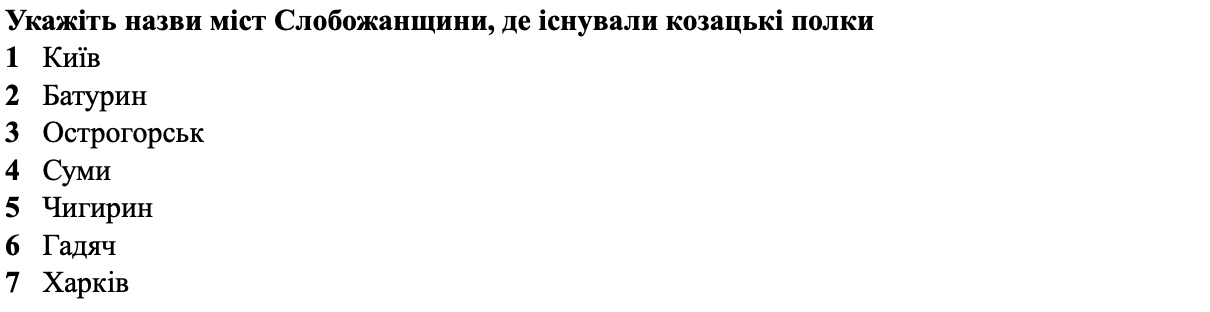 Укажіть назви міст Слобожанщини, де існували козацькі полки
1 Київ
2 Батурин
3 Острогорськ
4 Суми
5 Чигирин
6 Гадяч
7 Харків